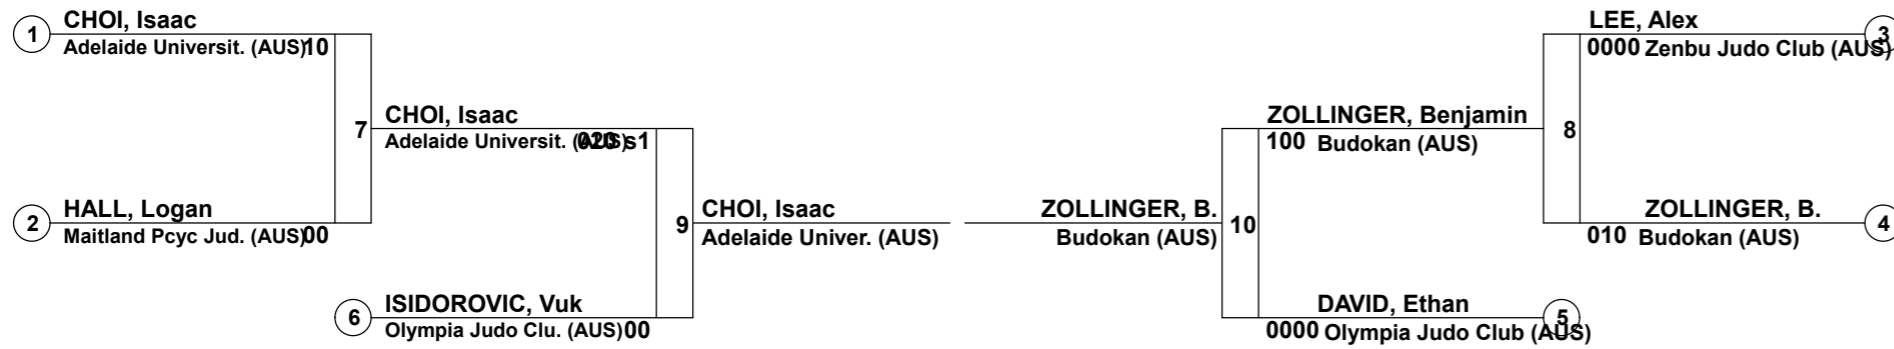 CHOI, Isaac
1
Adelaide Universit. (AUS) 10
7
CHOI, Isaac
Adelaide Universit. (AUS) 020 s1
2
HALL, Logan
Maitland Pcyc Jud. (AUS) 00
9
CHOI, Isaac
Adelaide Univer. (AUS)
6
ISIDOROVIC, Vuk
Olympia Judo Clu. (AUS) 00
ZOLLINGER, B.
Budokan (AUS)
10
ZOLLINGER, Benjamin
100 Budokan (AUS)
DAVID, Ethan
5
0000 Olympia Judo Club (AUS)
8
LEE, Alex
3
0000 Zenbu Judo Club (AUS)
ZOLLINGER, B.
4
010 Budokan (AUS)